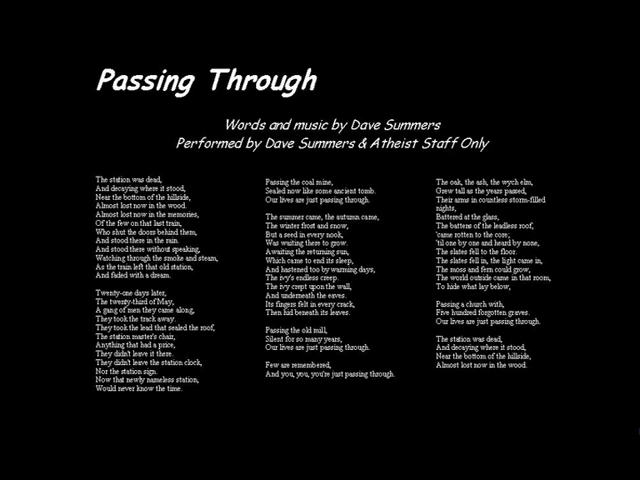 Passing Through
Words and music by Dave Summers
Performed by Dave Summers & Atheist Staff Only
The station was dead,
And decaying where it stood,
Near the bottom of the hillside,
Almost lost now in the wood.
Almost lost now in the memories,
Of the few on that last train,
Who shut the doors behind them,
And stood there in the rain.
And stood there without speaking,
Watching through the smoke and steam,
As the train left that old station,
And faded with a dream.
Twenty-one days later,
The twenty-third of May,
A gang of men they came along,
They took the track away.
They took the lead that sealed the roof,
The station master's chair,
Anything that had a price,
They didn't leave it there.
They didn't leave the station clock,
Nor the station sign.
Now that newly nameless station,
Would never know the time.
Passing the coal mine,
Sealed now like some ancient tomb.
Our lives are just passing through.
The summer came, the autumn came,
The winter frost and snow,
But a seed in every nook,
Was waiting there to grow.
Awaiting the returning sun,
Which came to end its sleep,
And hastened too by warming days,
The ivy's endless creep.
The ivy crept upon the wall,
And underneath the eaves.
Its fingers felt in every crack,
Then hid beneath its leaves.
Passing the old mill,
Silent for so many years,
Our lives are just passing through.
Few are remembered,
And you, you, you're just passing through.
The oak, the ash, the wych elm,
Grew tall as the years passed,
Their arms in countless storm-filled
nights,
Battered at the glass,
The battens of the leadless roof,
'came rotten to the core;
'til one by one and heard by none,
The slates fell to the floor.
The slates fell in, the light came in,
The moss and fern could grow,
The world outside came in that room,
To hide what lay below,
Passing a church with,
Five hundred forgotten graves.
Our lives are just passing through.
The station was dead,
And decaying where it stood,
Near the bottom of the hillside,
Almost lost now in the wood.